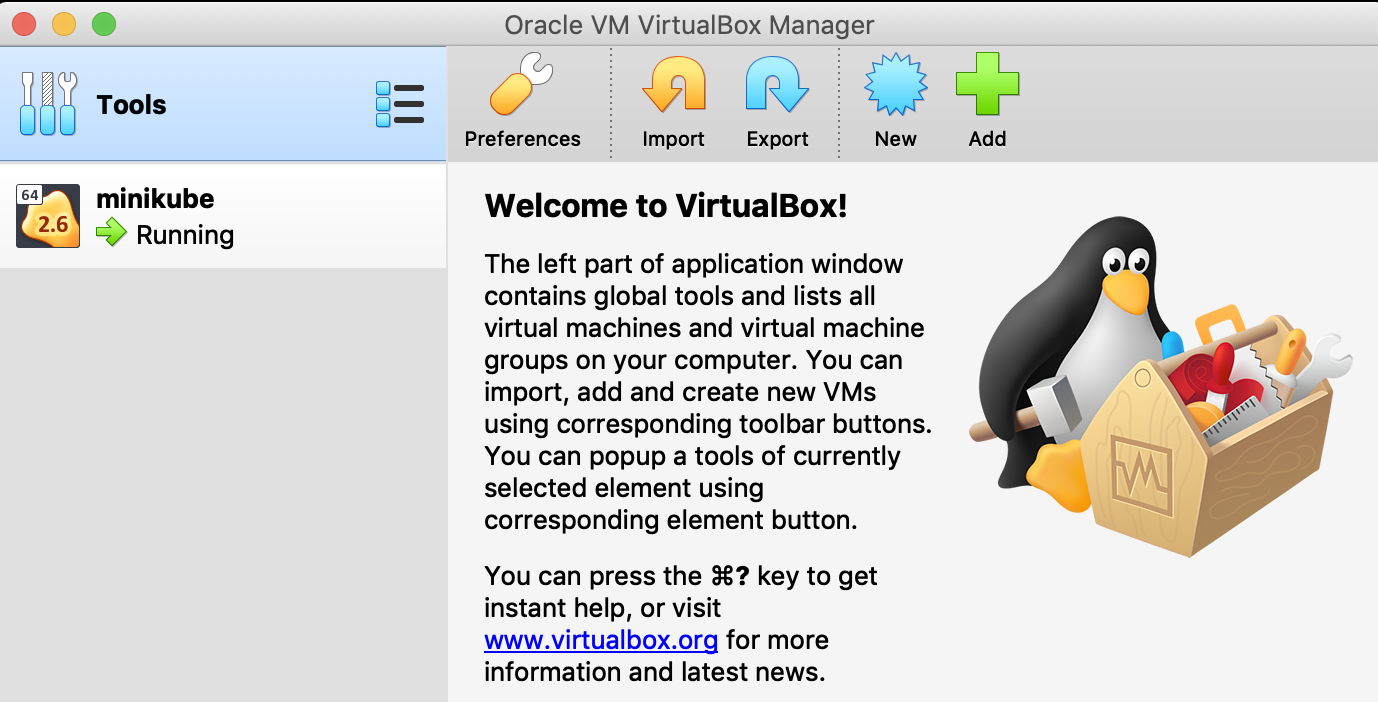 Oracle VM VirtualBox Manager
Tools
Preferences
Import
Export
New
Add
64
2.6
minikube
Running
Welcome to VirtualBox!
The left part of application window
contains global tools and lists all
virtual machines and virtual machine
groups on your computer. You can
import, add and create new VMs
using corresponding toolbar buttons.
You can popup a tools of currently
selected element using
corresponding element button.
You can press the ⌘? key to get
instant help, or visit
www.virtualbox.org for more
information and latest news.